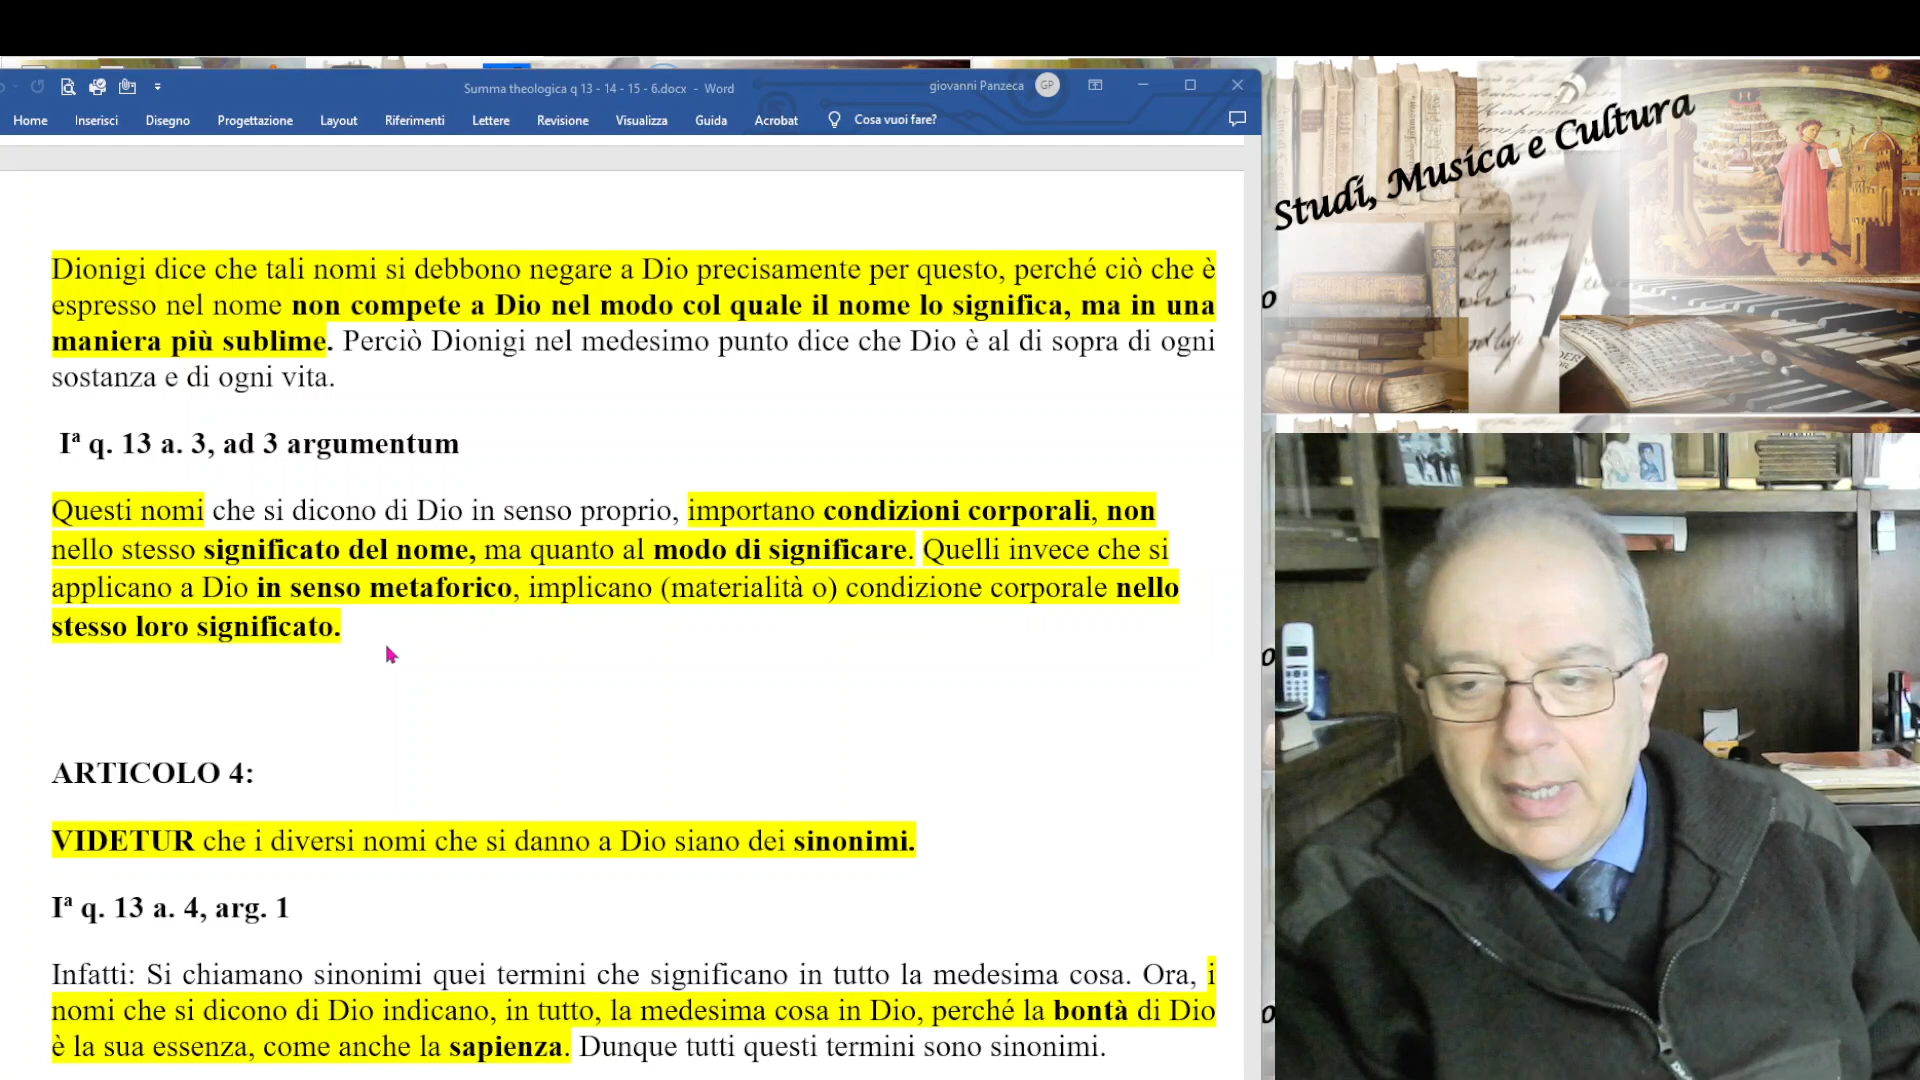 Summa theologica q 13 - 14 - 15 - 6.docx - Word
giovanni Panzeca
GP
Home Inserisci Disegno Progettazione Layout Riferimenti Lettere Revisione Visualizza Guida Acrobat Cosa vuoi fare?
Dionigi dice che tali nomi si debbono negare a Dio precisamente per questo, perché ciò che è
espresso nel nome non compete a Dio nel modo col quale il nome lo significa, ma in una
maniera più sublime. Perciò Dionigi nel medesimo punto dice che Dio è al di sopra di ogni
sostanza e di ogni vita.
Iª q. 13 a. 3, ad 3 argumentum
Questi nomi che si dicono di Dio in senso proprio, importano condizioni corporali, non
nello stesso significato del nome, ma quanto al modo di significare. Quelli invece che si
applicano a Dio in senso metaforico, implicano (materialità o) condizione corporale nello
stesso loro significato.
ARTICOLO 4:
VIDETUR che i diversi nomi che si danno a Dio siano dei sinonimi.
Iª q. 13 a. 4, arg. 1
Infatti: Si chiamano sinonimi quei termini che significano in tutto la medesima cosa. Ora, i
nomi che si dicono di Dio indicano, in tutto, la medesima cosa in Dio, perché la bontà di Dio
è la sua essenza, come anche la sapienza. Dunque tutti questi termini sono sinonimi.
Studi, Musica e Cultura